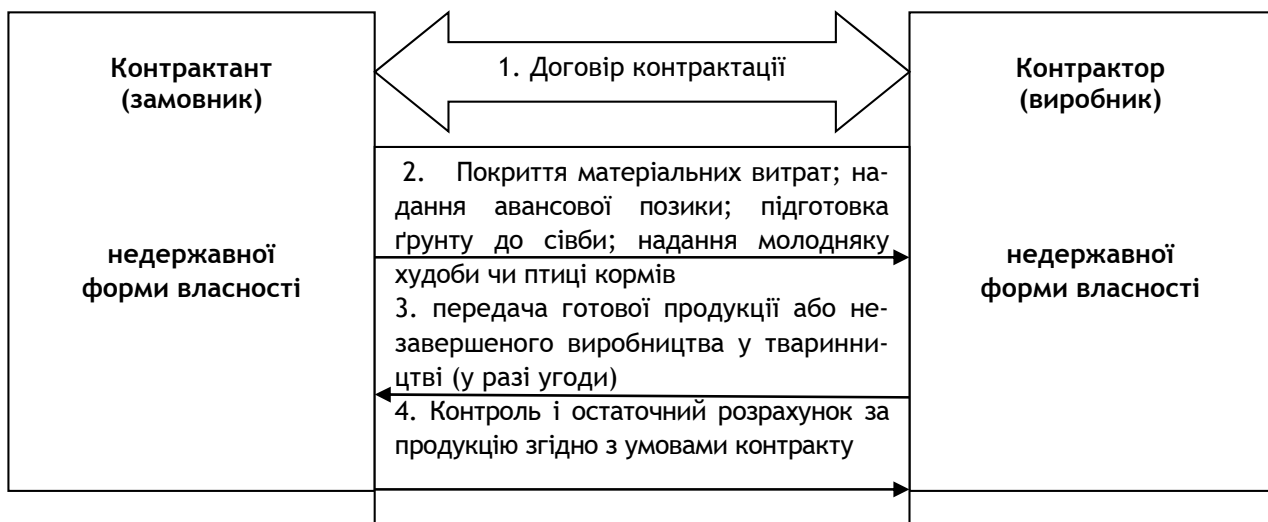 Контрактант
(замовник)
недержавної
форми власності
1. Договір контрактації
2. Покриття матеріальних витрат; на-
дання авансової позики; підготовка
ґрунту до сівби; надання молодняку
худоби чи птиці кормів
3. передача готової продукції або не-
завершеного виробництва у тваринни-
цтві (у разі угоди)
4. Контроль і остаточний розрахунок за
продукцію згідно з умовами контракту
Контрактор
(виробник)
недержавної
форми власності